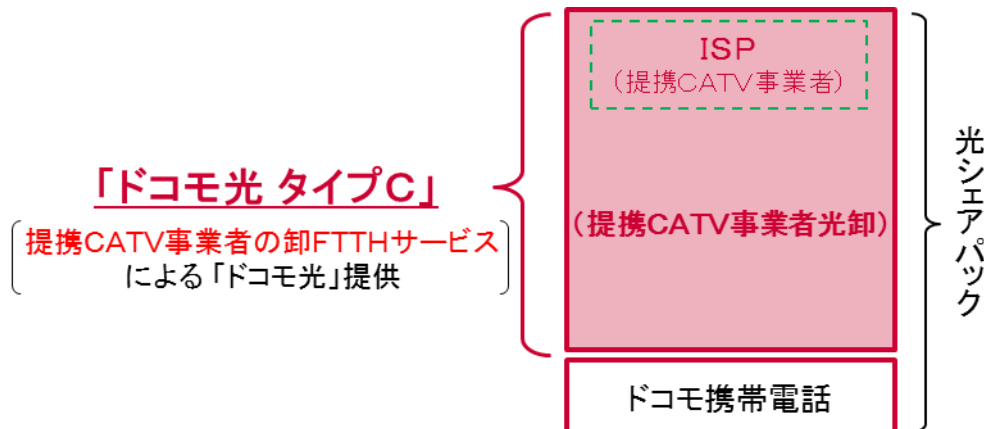 「ドコモ光 タイプC」
提携CATV事業者の卸FTTHサービス
による「ドコモ光」提供
ISP
（提携CATV事業者）
（提携CATV事業者光卸）
ドコモ携帯電話
光シェアパック